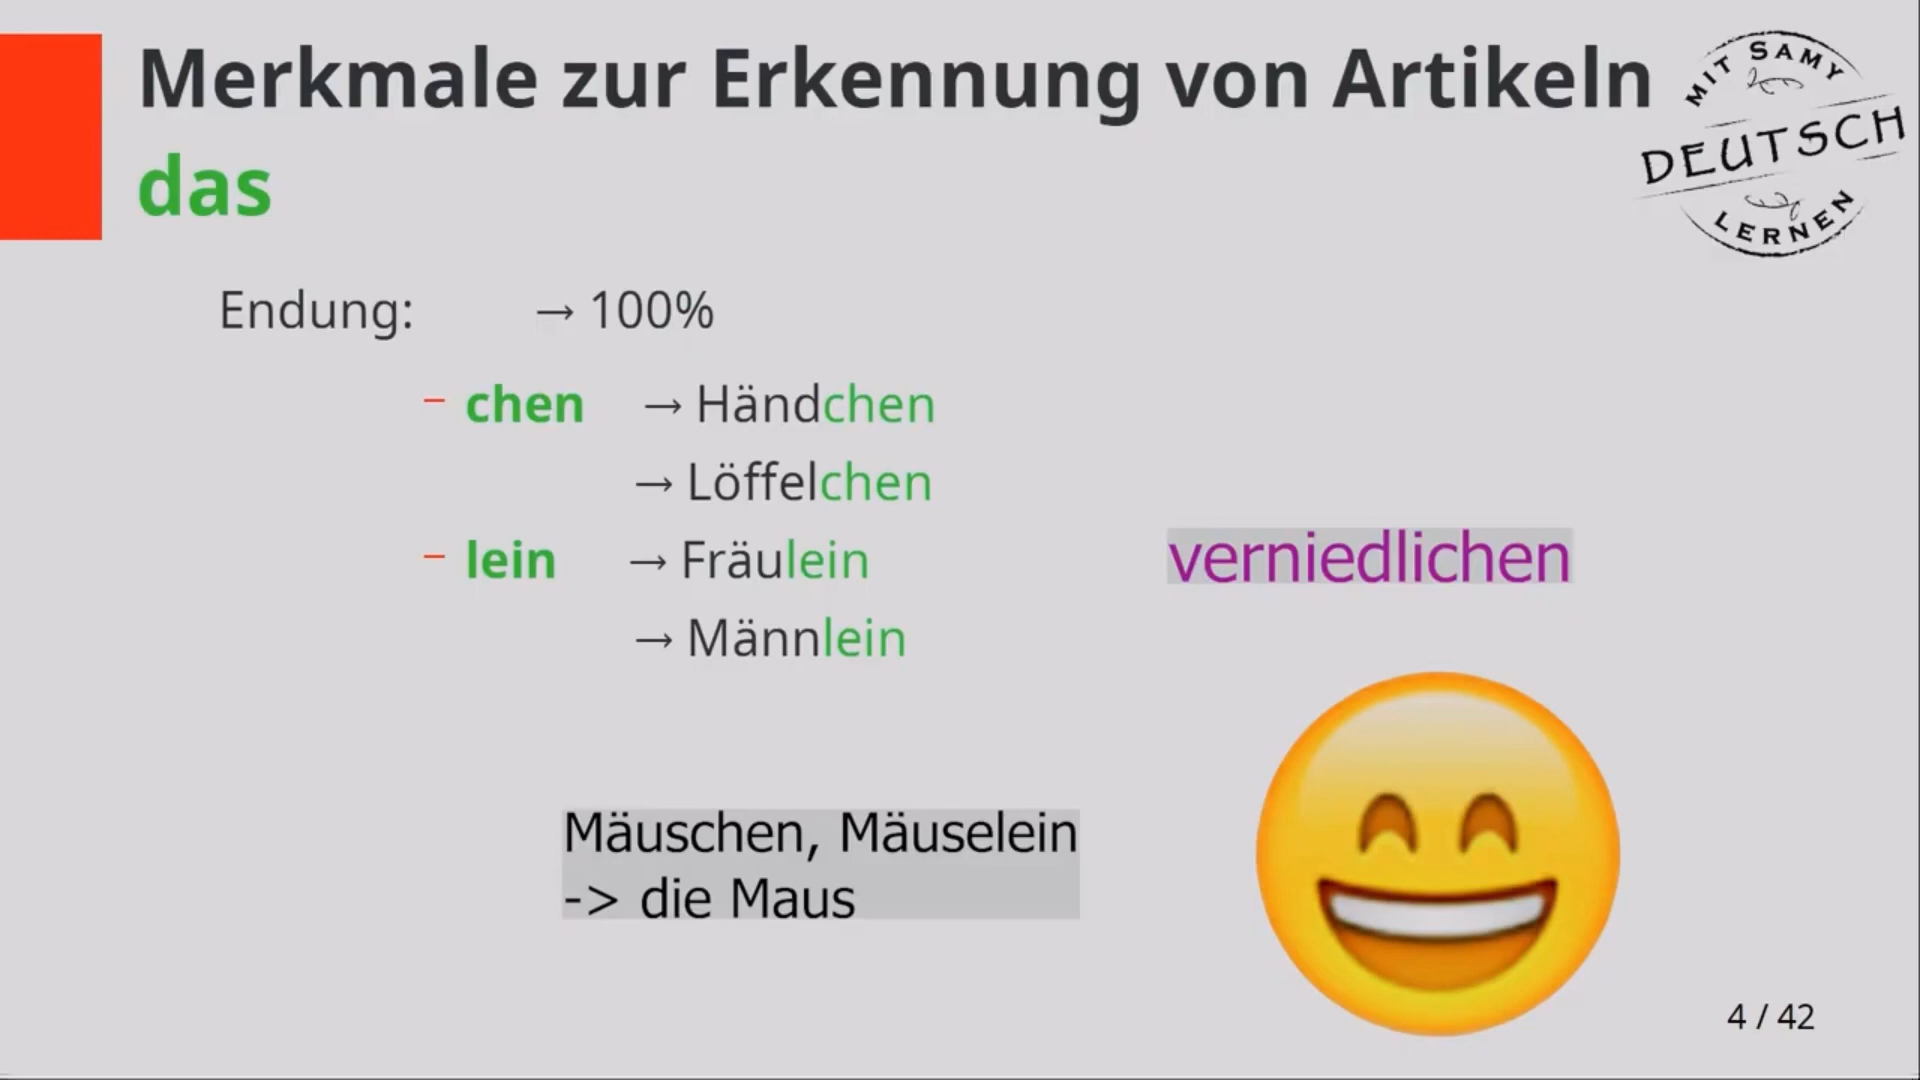 Merkmale zur Erkennung von Artikeln
das
MIT SAMY
DEUTSCH
LERNEN
Endung: → 100%
– chen → Händchen
→ Löffelchen
– lein → Fräulein
→ Männlein
verniedlichen
Mäuschen, Mäuselein
-> die Maus
4 / 42